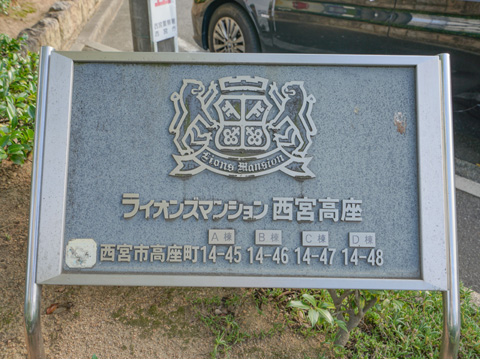 Lions Mansion
ライオンズマンション 西宮高座
A棟 B棟 C棟 D棟
西宮市高座町14-45 14-46 14-47 14-48